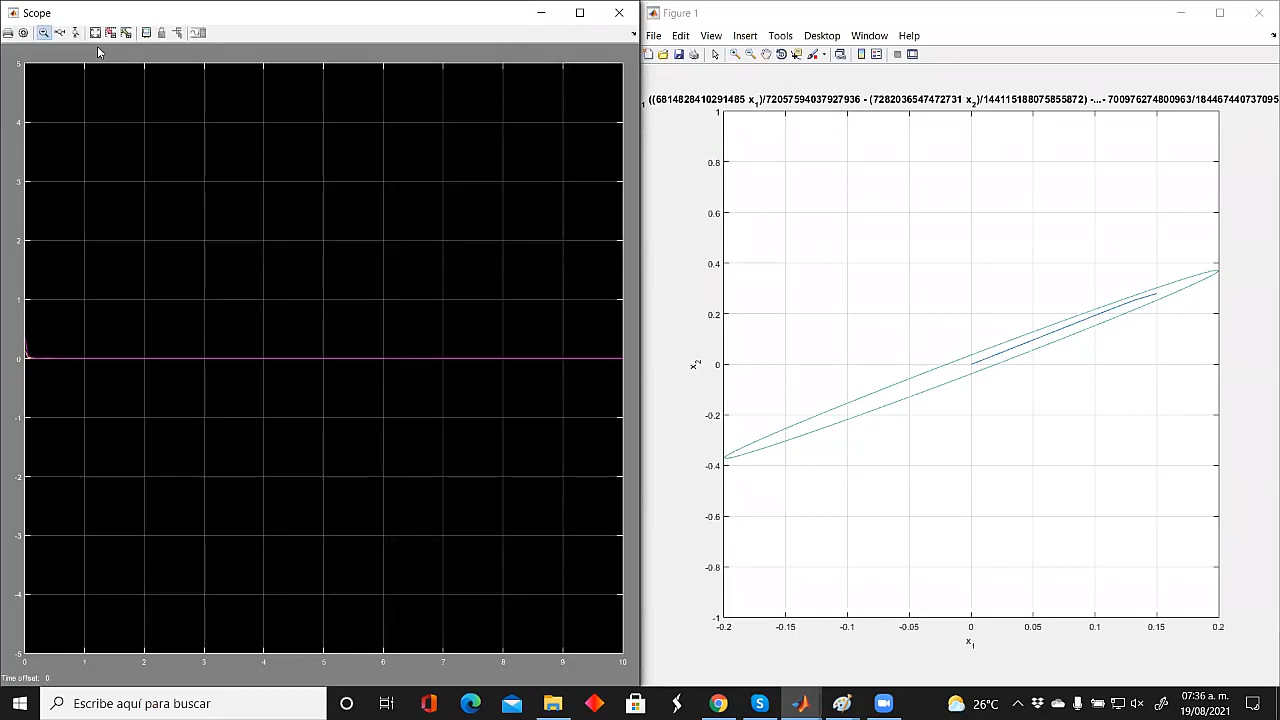 Scope
5
4
3
2
1
0
-1
-2
-3
-4
-5
0 1 2 3 4 5 6 7 8 9 10
Time offset: 0
Figure 1
File Edit View Insert Tools Desktop Window Help
1 ((6814828410291485 x1)/72057594037927936 - (7282036547472731 x2)/144115188075855872) -...- 700976274800963/184467440737095
1
0.8
0.6
0.4
0.2
0
-0.2
-0.4
-0.6
-0.8
-1
x2
-0.2 -0.15 -0.1 -0.05 0 0.05 0.1 0.15 0.2
x1
Escribe aquí para buscar
26°C
07:36 a. m.
19/08/2021